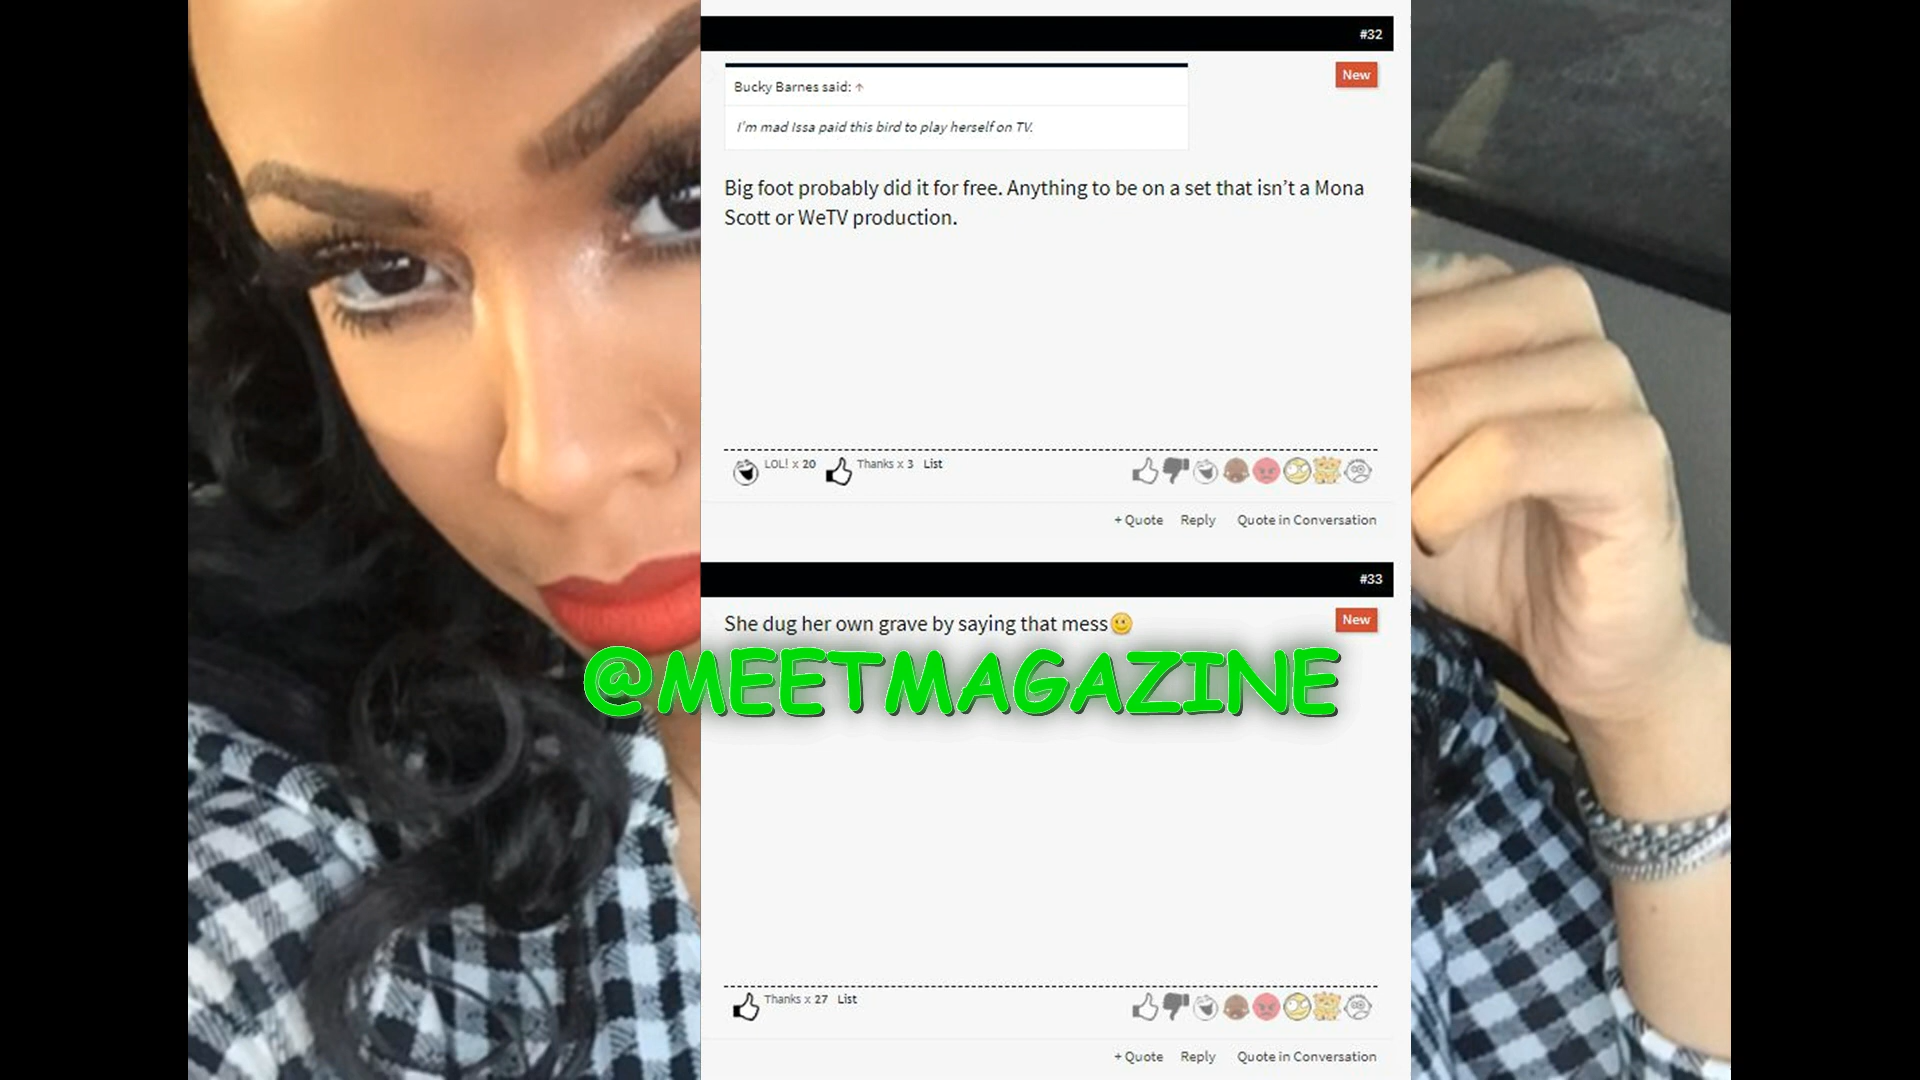 #32
New
Bucky Barnes said: ↑
I'm mad Issa paid this bird to play herself on TV.
Big foot probably did it for free. Anything to be on a set that isn’t a Mona
Scott or WeTV production.
LOL! x 20 Thanks x 3 List
+ Quote Reply Quote in Conversation
#33
She dug her own grave by saying that mess🙂
New
@MEETMAGAZINE
Thanks x 27 List
+ Quote Reply Quote in Conversation